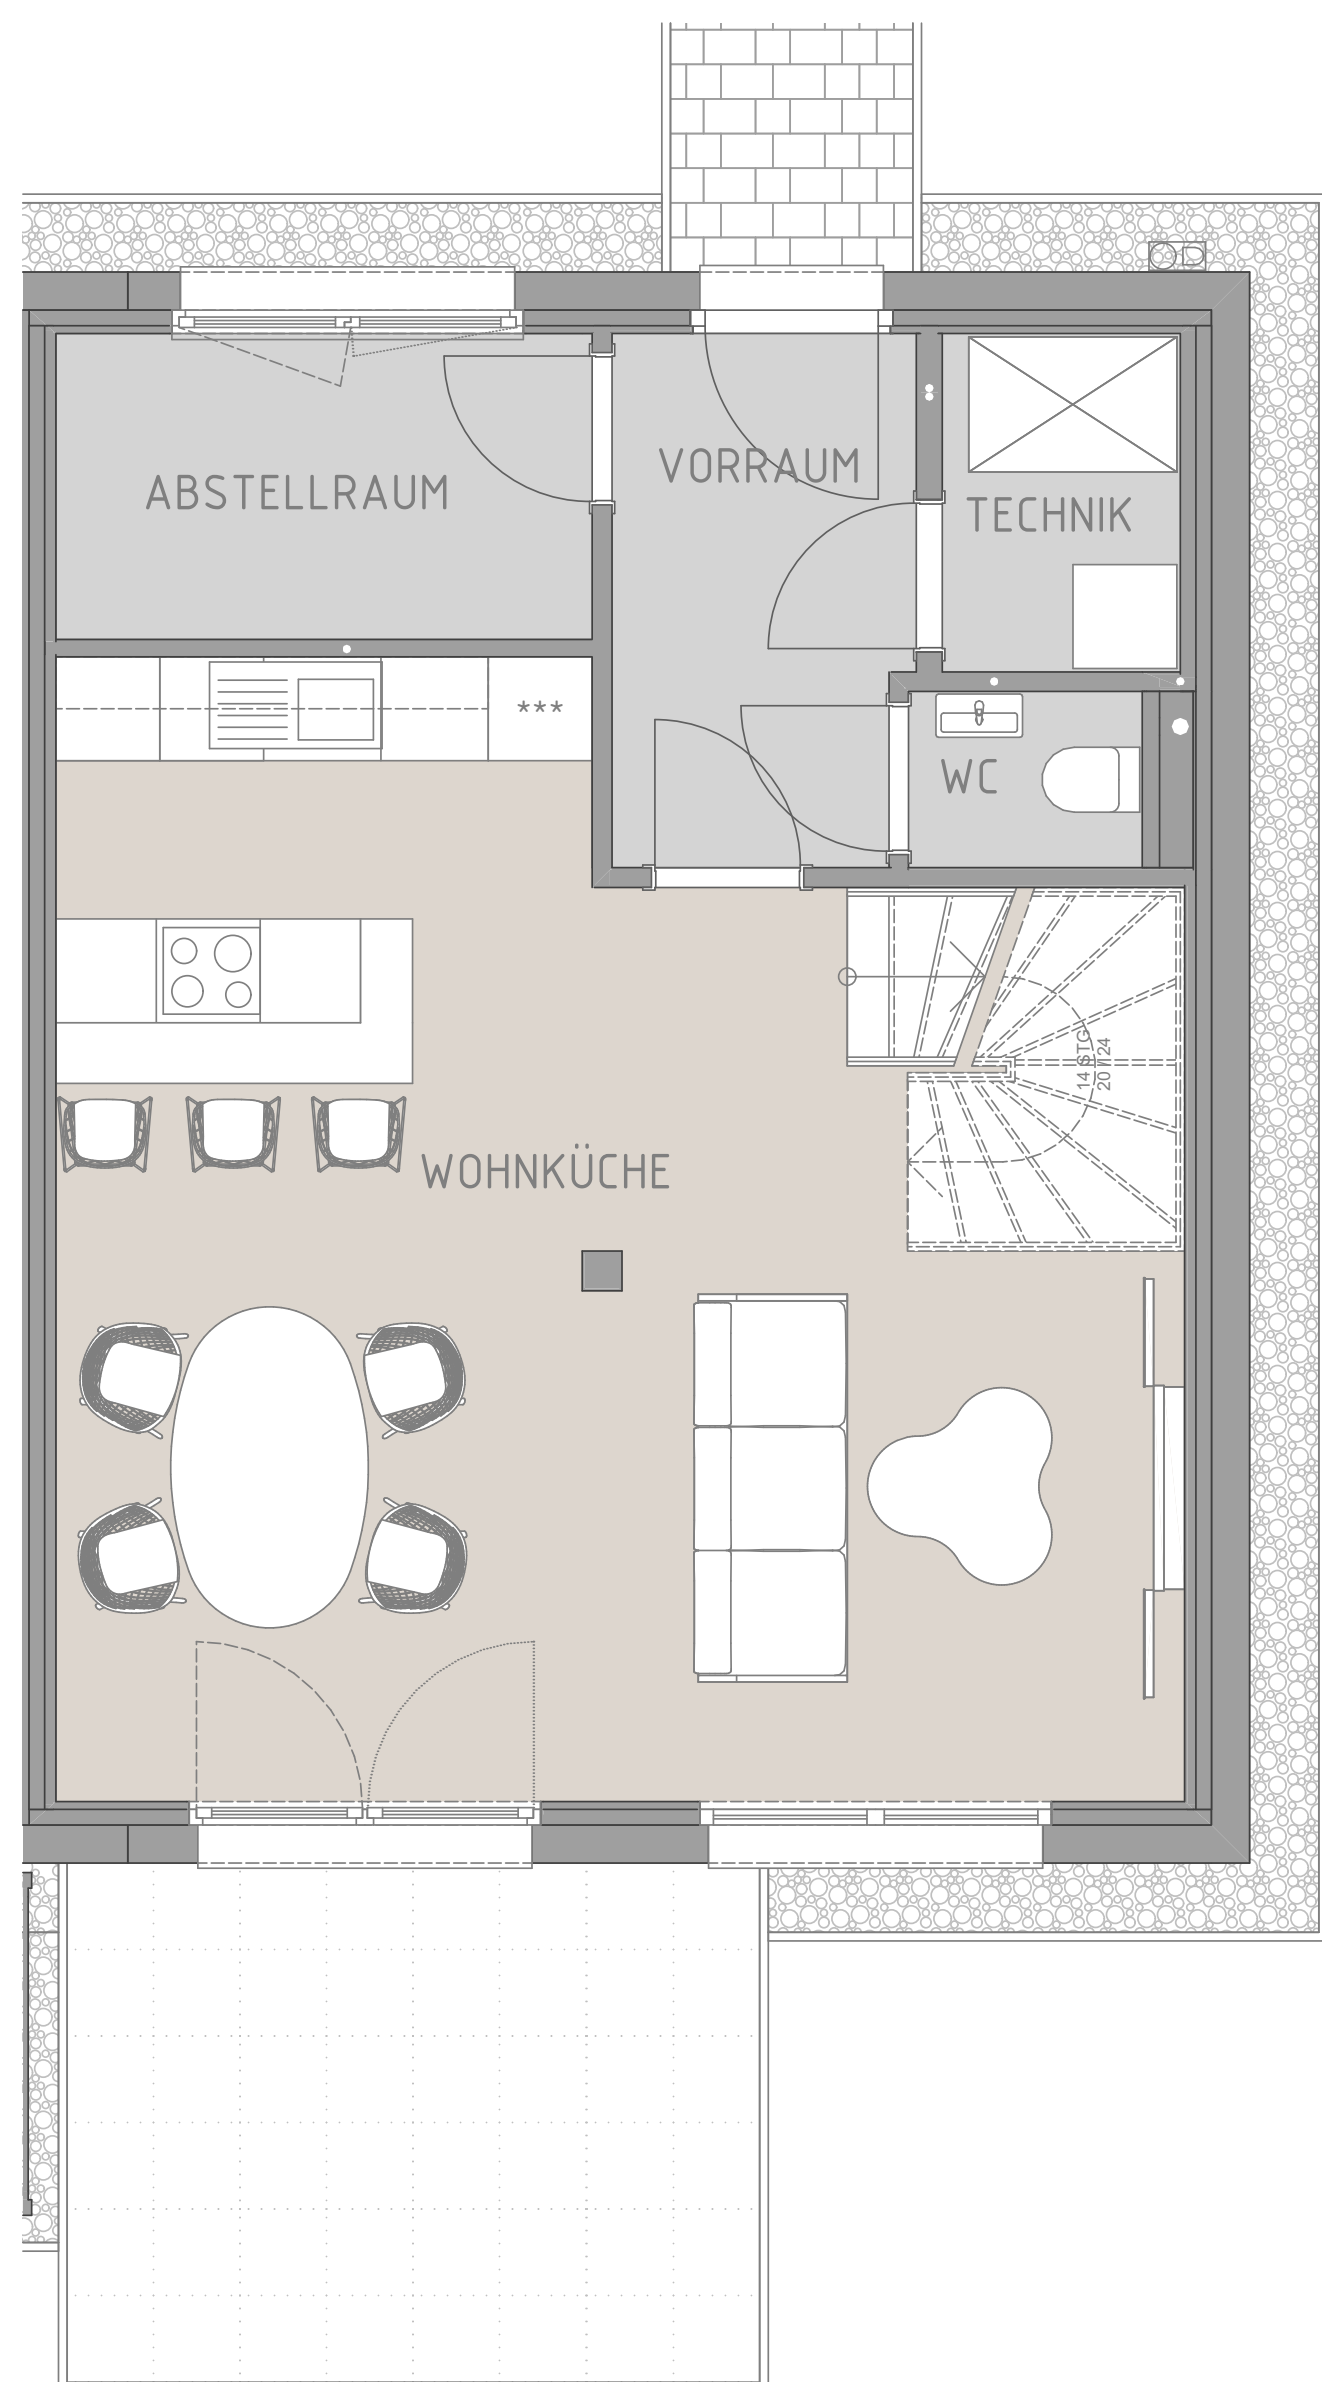 VORRAUM
ABSTELLRAUM
TECHNIK
***
WC
14 STG
20 / 24
WOHNKÜCHE